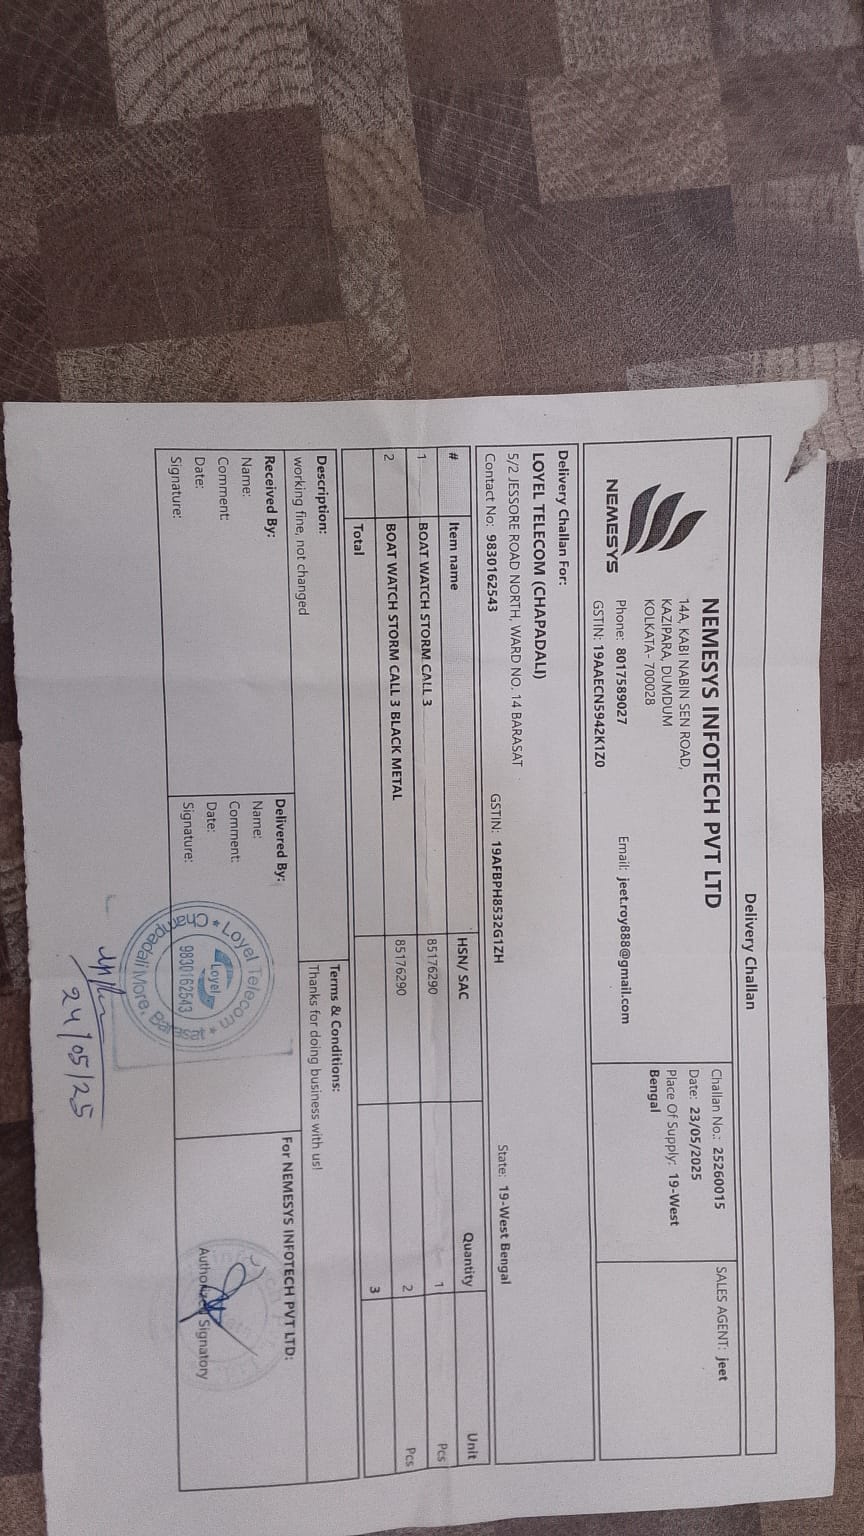 Delivery Challan
NEMESYS
NEMESYS INFOTECH PVT LTD
14A, KABI NABIN SEN ROAD,
KAZIPARA, DUMDUM
KOLKATA- 700028
Phone: 8017589027 Email: jeet.roy888@gmail.com
GSTIN: 19AAECN5942K1Z0
Challan No.: 25260015
Date: 23/05/2025
Place Of Supply: 19-West
Bengal
SALES AGENT: jeet
Delivery Challan For:
LOYEL TELECOM (CHAPADALI)
5/2 JESSORE ROAD NORTH, WARD NO. 14 BARASAT
Contact No: 9830162543 GSTIN: 19AFBPH8532G1ZH State: 19-West Bengal
# Item name HSN/ SAC Quantity Unit
1 BOAT WATCH STORM CALL 3 85176290 1 Pcs
2 BOAT WATCH STORM CALL 3 BLACK METAL 85176290 2 Pcs
Total 3
Description:
working fine, not changed
Terms & Conditions:
Thanks for doing business with us!
Received By:
Name:
Comment:
Date:
Signature:
Delivered By:
Name:
Comment:
Date:
Signature:
For NEMESYS INFOTECH PVT LTD:
Authorized Signatory
Loyel Telecom
Loyel
9830162543
Champadali More, Barasat
24/05/25